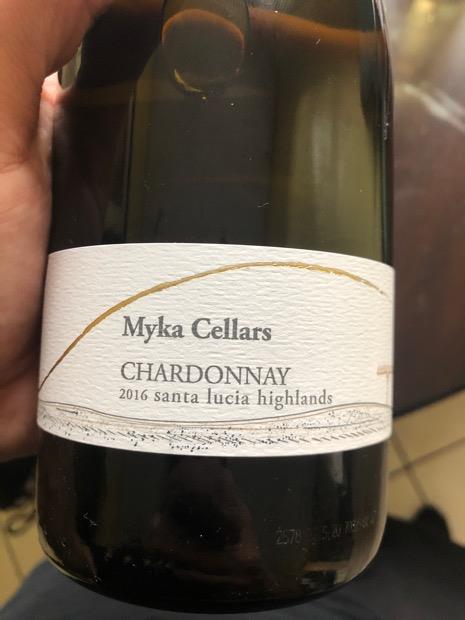 Myka Cellars
CHARDONNAY
2016 santa lucia highlands